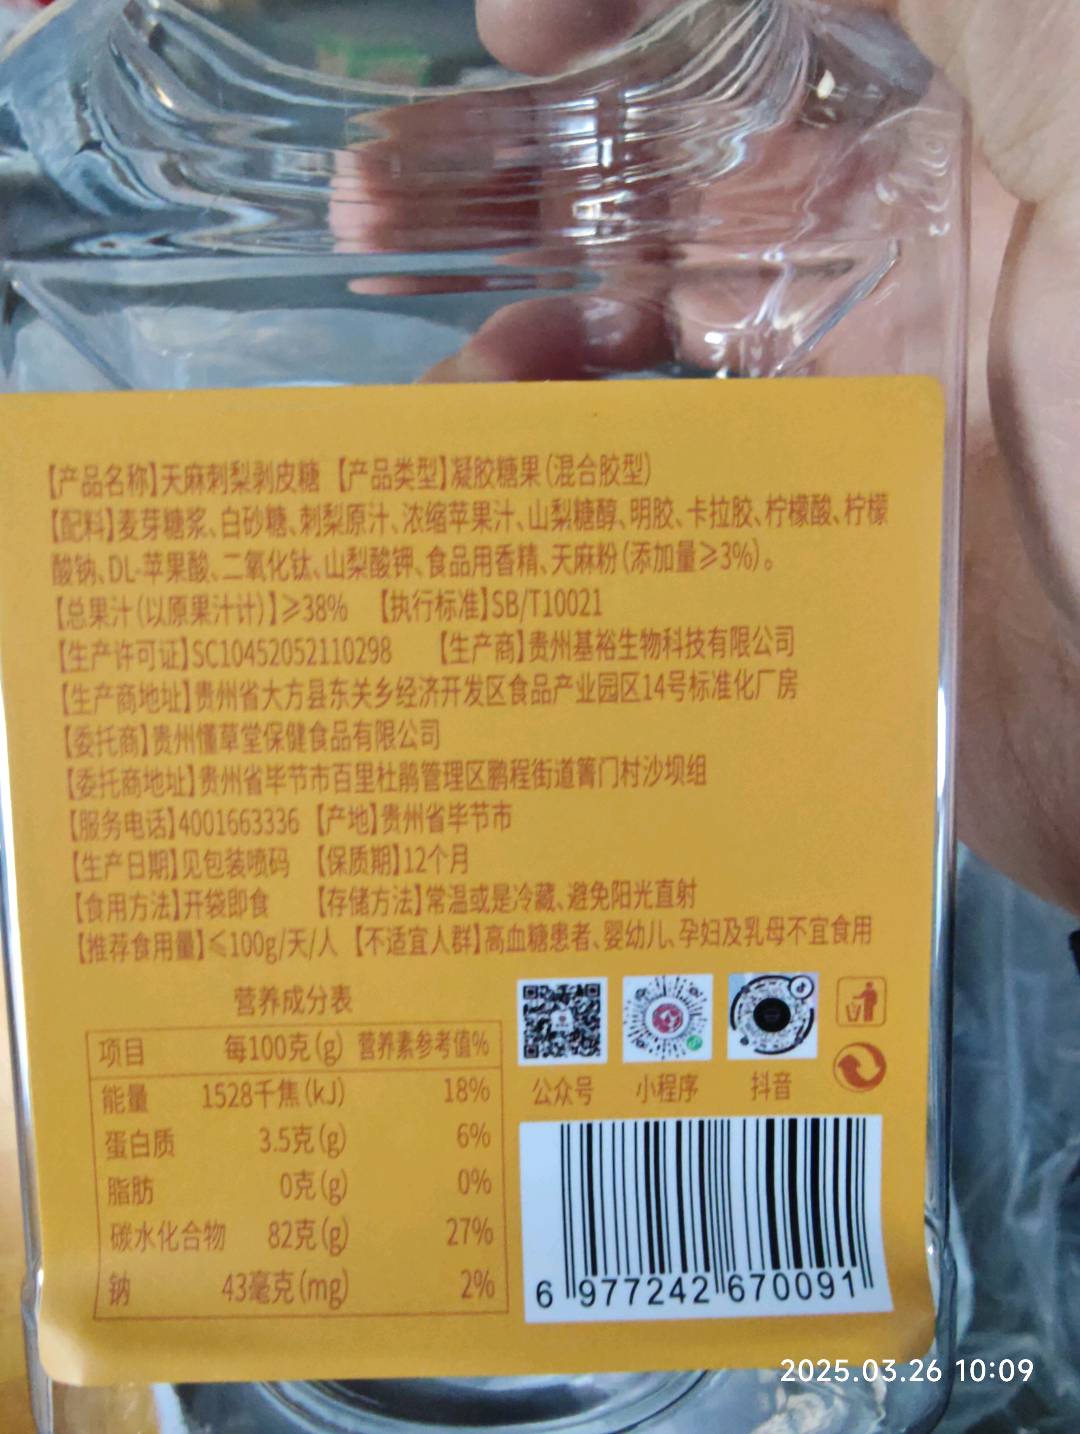 【产品名称】天麻刺梨剥皮糖 【产品类型】凝胶糖果(混合胶型)
【配料】麦芽糖浆、白砂糖、刺梨原汁、浓缩苹果汁、山梨糖醇、明胶、卡拉胶、柠檬酸、柠檬
酸钠、DL-苹果酸、二氧化钛、山梨酸钾、食品用香精、天麻粉(添加量≥3%)。
【总果汁(以原果汁计)】≥38% 【执行标准】SB/T10021
【生产许可证】SC10452052110298 【生产商】贵州基裕生物科技有限公司
【生产商地址】贵州省大方县东关乡经济开发区食品产业园区14号标准化厂房
【委托商】贵州懂草堂保健食品有限公司
【委托商地址】贵州省毕节市百里杜鹃管理区鹏程街道箐门村沙坝组
【服务电话】4001663336 【产地】贵州省毕节市
【生产日期】见包装喷码 【保质期】12个月
【食用方法】开袋即食 【存储方法】常温或是冷藏、避免阳光直射
【推荐食用量】≤100g/天/人 【不适宜人群】高血糖患者、婴幼儿、孕妇及乳母不宜食用
营养成分表
项目 每100克(g) 营养素参考值%
能量 1528千焦(kJ) 18%
蛋白质 3.5克(g) 6%
脂肪 0克(g) 0%
碳水化合物 82克(g) 27%
钠 43毫克(mg) 2%
公众号 小程序 抖音
6 977242 670091
2025.03.26 10:09